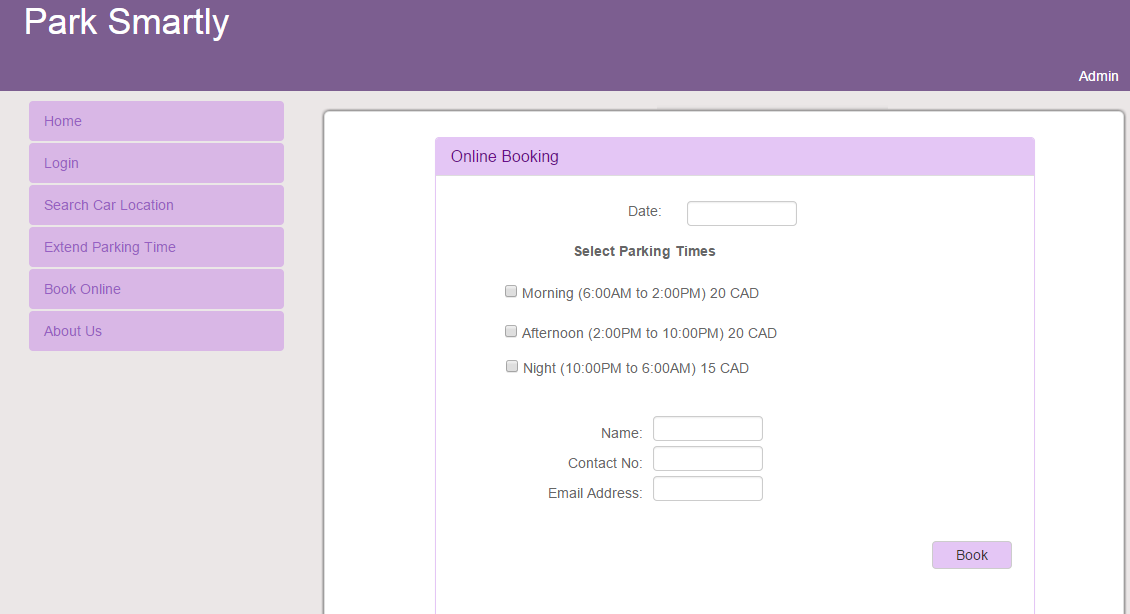 Park Smartly
Admin
Home
Login
Search Car Location
Extend Parking Time
Book Online
About Us
Online Booking
Date:
Select Parking Times
Morning (6:00AM to 2:00PM) 20 CAD
Afternoon (2:00PM to 10:00PM) 20 CAD
Night (10:00PM to 6:00AM) 15 CAD
Name:
Contact No:
Email Address:
Book